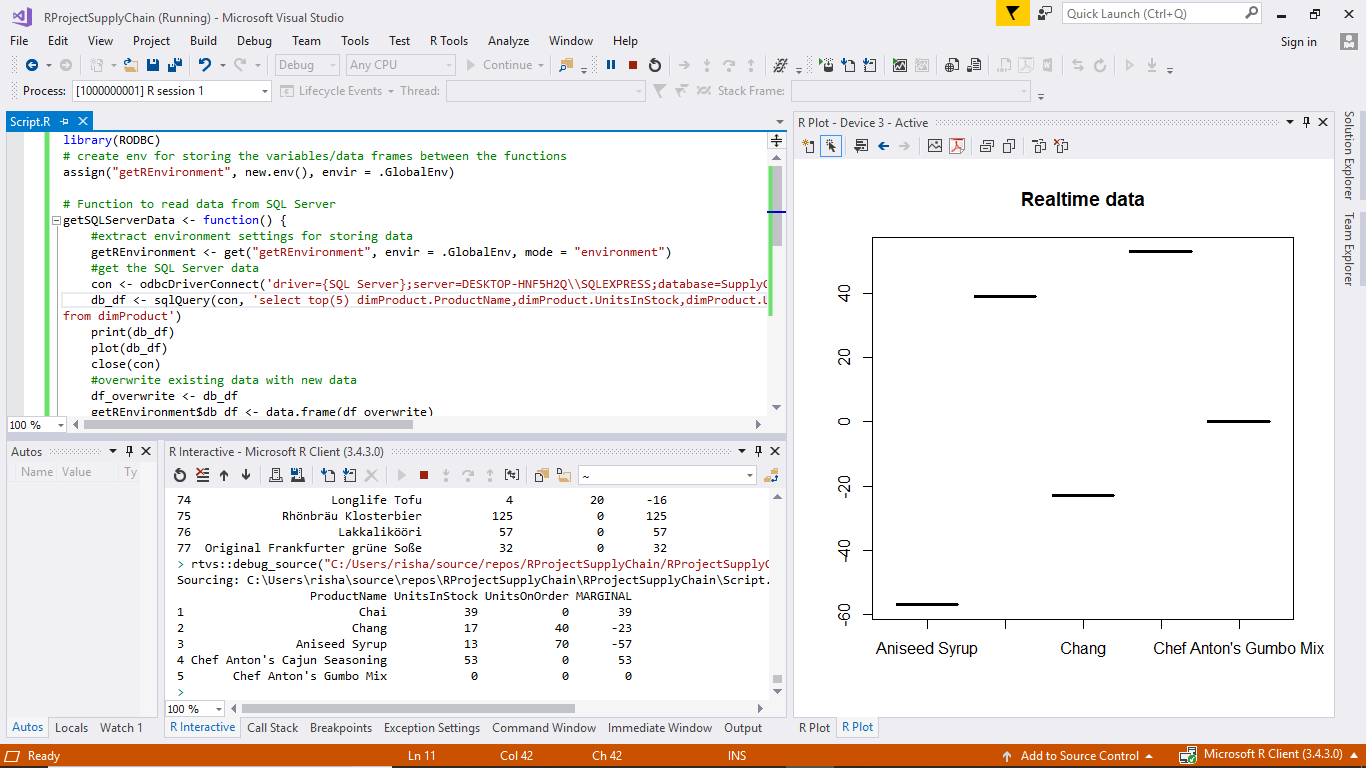 RProjectSupplyChain (Running) - Microsoft Visual Studio
Quick Launch (Ctrl+Q)
File Edit View Project Build Debug Team Tools Test R Tools Analyze Window Help
Sign in
Debug Any CPU Continue
Process: [1000000001] R session 1 Lifecycle Events Thread: Stack Frame:
Script.R
library(RODBC)
# create env for storing the variables/data frames between the functions
assign("getREnvironment", new.env(), envir = .GlobalEnv)
# Function to read data from SQL Server
getSQLServerData <- function() {
#extract environment settings for storing data
getREnvironment <- get("getREnvironment", envir = .GlobalEnv, mode = "environment")
#get the SQL Server data
con <- odbcDriverConnect('driver={SQL Server};server=DESKTOP-HNF5H2Q\\SQLEXPRESS;database=SupplyC
db_df <- sqlQuery(con, 'select top(5) dimProduct.ProductName,dimProduct.UnitsInStock,dimProduct.U
from dimProduct')
print(db_df)
plot(db_df)
close(con)
#overwrite existing data with new data
df_overwrite <- db_df
getREnvironment$db_df <- data.frame(df_overwrite)
100 %
Autos
Name Value Ty
R Interactive - Microsoft R Client (3.4.3.0)
~
74 Longlife Tofu 4 20 -16
75 Rhönbräu Klosterbier 125 0 125
76 Lakkalikööri 57 0 57
77 Original Frankfurter grüne Soße 32 0 32
> rtvs::debug_source("C:/Users/risha/source/repos/RProjectSupplyChain/RProjectSupplyC
Sourcing: C:\Users\risha\source\repos\RProjectSupplyChain\RProjectSupplyChain\Script.
ProductName UnitsInStock UnitsOnOrder MARGINAL
1 Chai 39 0 39
2 Chang 17 40 -23
3 Aniseed Syrup 13 70 -57
4 Chef Anton's Cajun Seasoning 53 0 53
5 Chef Anton's Gumbo Mix 0 0 0
>
100 %
Autos Locals Watch 1
R Interactive Call Stack Breakpoints Exception Settings Command Window Immediate Window Output
R Plot - Device 3 - Active
Realtime data
40
20
0
-20
-40
-60
Aniseed Syrup Chang Chef Anton's Gumbo Mix
R Plot R Plot
Solution Explorer
Team Explorer
Ready Ln 11 Col 42 Ch 42 INS Add to Source Control Microsoft R Client (3.4.3.0)